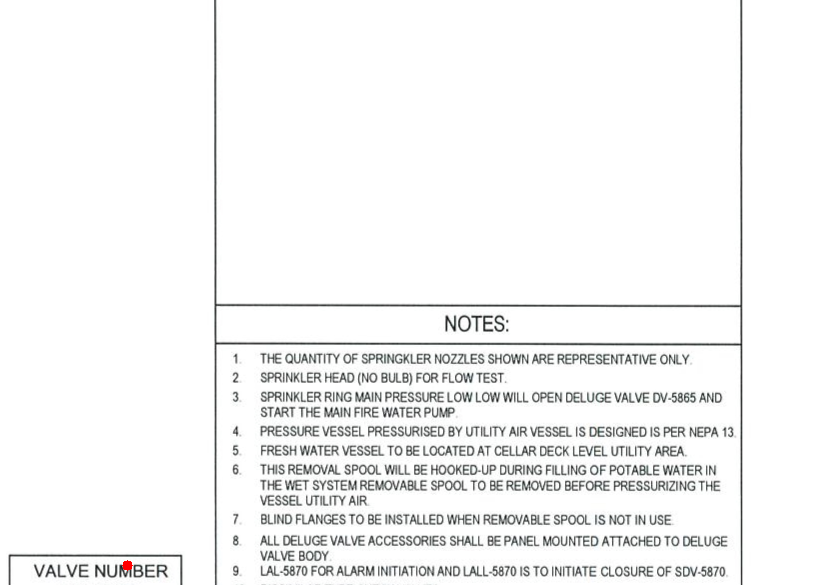 NOTES:
1. THE QUANTITY OF SPRINGKLER NOZZLES SHOWN ARE REPRESENTATIVE ONLY.
2. SPRINKLER HEAD (NO BULB) FOR FLOW TEST.
3. SPRINKLER RING MAIN PRESSURE LOW LOW WILL OPEN DELUGE VALVE DV-5865 AND
START THE MAIN FIRE WATER PUMP.
4. PRESSURE VESSEL PRESSURISED BY UTILITY AIR VESSEL IS DESIGNED IS PER NEPA 13.
5. FRESH WATER VESSEL TO BE LOCATED AT CELLAR DECK LEVEL UTILITY AREA.
6. THIS REMOVAL SPOOL WILL BE HOOKED-UP DURING FILLING OF POTABLE WATER IN
THE WET SYSTEM REMOVABLE SPOOL TO BE REMOVED BEFORE PRESSURIZING THE
VESSEL UTILITY AIR.
7. BLIND FLANGES TO BE INSTALLED WHEN REMOVABLE SPOOL IS NOT IN USE.
8. ALL DELUGE VALVE ACCESSORIES SHALL BE PANEL MOUNTED ATTACHED TO DELUGE
VALVE BODY.
9. LAL-5870 FOR ALARM INITIATION AND LALL-5870 IS TO INITIATE CLOSURE OF SDV-5870.
VALVE NUMBER